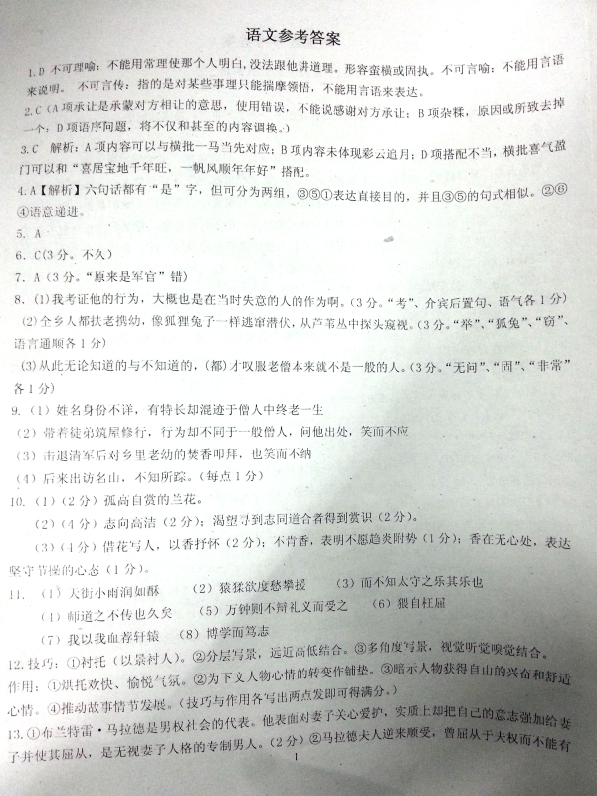 语文参考答案
1.D 不可理喻：不能用常理使那个人明白,没法跟他讲道理。形容蛮横或固执。不可言喻：不能用言语
来说明。 不可言传：指的是对某些事理只能揣摩领悟，不能用言语来表达。
2.C（A项承让是承蒙对方相让的意思，使用错误，不能说感谢对方承让；B项杂糅，原因或所致去掉
一个；D项语序问题，将不仅和甚至的内容调换。）
3.C 解析：A项内容可以与横批一马当先对应；B项内容未体现彩云追月；D项搭配不当，横批喜气盈
门可以和“喜居宝地千年旺，一帆风顺年年好”搭配。
4.A【解析】六句话都有“是”字，但可分为两组，③⑤①表达直接目的，并且③⑤的句式相似。②⑥
④语意递进。
5. A
6. C(3分。不久）
7. A（3分。“原来是军官”错)
8. (1)我考证他的行为，大概也是在当时失意的人的作为啊。（3分。“考”、介宾后置句、语气各1分)
(2)全乡人都扶老携幼，像狐狸兔子一样逃窜潜伏，从芦苇丛中探头窥视。（3分。“举”、“狐兔”、“窃”、
语言通顺各1分)
(3)从此无论知道的与不知道的，(都)才叹服老僧本来就不是一般的人。（3分。“无问”、“固”、“非常”
各1分)
9.（1）姓名身份不详，有特长却混迹于僧人中终老一生
（2）带着徒弟筑屋修行，行为却不同于一般僧人，问他出处，笑而不应
（3）击退清军后对乡里老幼的焚香叩拜，也笑而不纳
（4）后来出访名山，不知所踪。（每点1分）
10.（1）（2分）孤高自赏的兰花。
（2）（4分）志向高洁（2分）；渴望寻到志同道合者得到赏识（2分）。
（3）（4分）借花写人，以香抒怀（2分）；不肯香，表明不愿趋炎附势（1分）；香在无心处，表达
坚守节操的心态（1分）。
11. （1）天街小雨润如酥 （2）猿猱欲度愁攀援 （3）而不知太守之乐其乐也
（4）师道之不传也久矣 （5）万钟则不辩礼义而受之 （6）猥自枉屈
（7）我以我血荐轩辕 （8）博学而笃志
12.技巧：①衬托（以景衬人）。②分层写景，远近高低结合。③多角度写景，视觉听觉嗅觉结合。
作用：①烘托欢快、愉悦气氛。②为下文人物心情的转变作铺垫。③暗示人物获得自由的兴奋和舒适
心情。④推动故事情节发展。（技巧与作用各写出两点发即可得满分。）
13.①布兰特雷·马拉德是男权社会的代表。他表面对妻子关心爱护，实质上却把自己的意志强加给妻
子并使其屈从，是无视妻子人格的专制男人。（2分）②马拉德夫人逆来顺受，曾屈从于夫权而不能有
1